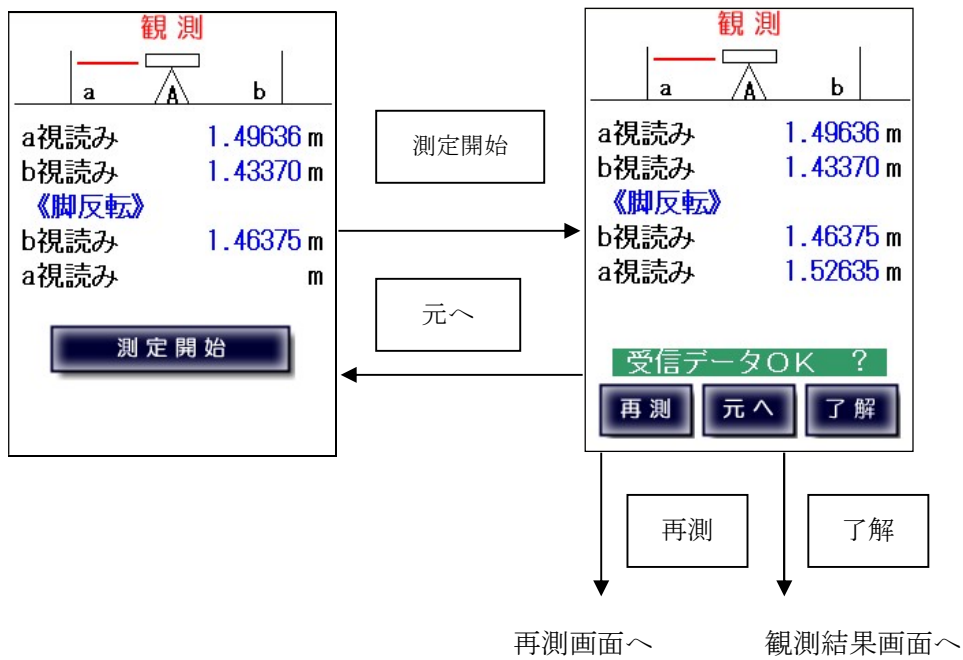 観 測
a A b
a視読み 1.49636 m
b視読み 1.43370 m
《脚反転》
b視読み 1.46375 m
a視読み m
測 定 開 始
測定開始
元へ
観 測
a A b
a視読み 1.49636 m
b視読み 1.43370 m
《脚反転》
b視読み 1.46375 m
a視読み 1.52635 m
受信データOK ?
再 測 元 へ 了 解
再測
了解
再測画面へ
観測結果画面へ